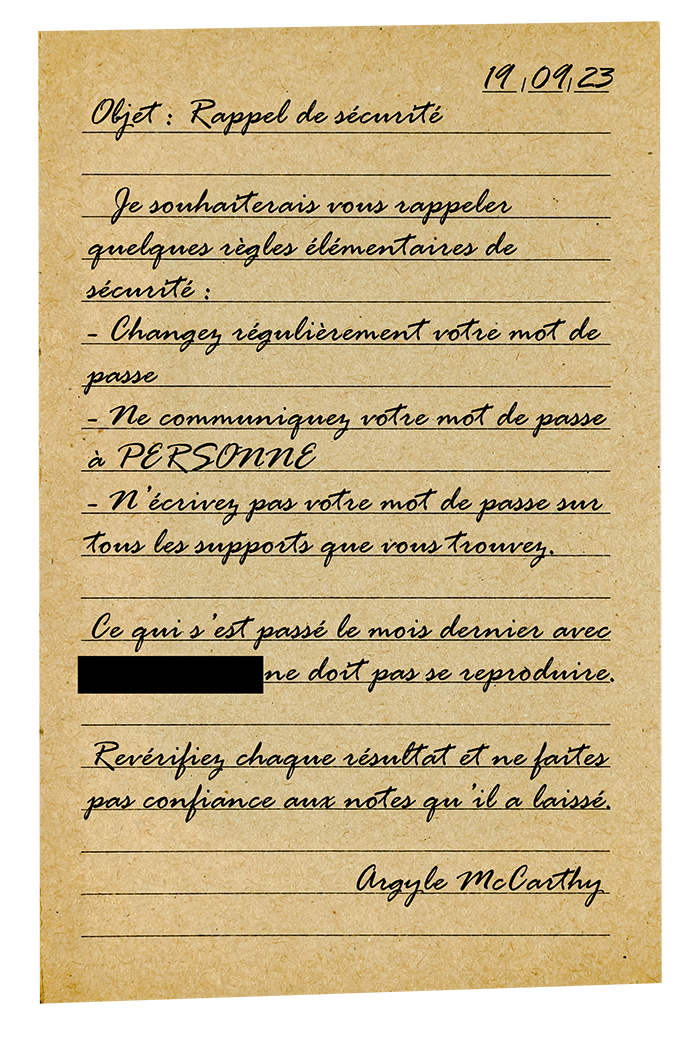 19,09,23
Objet : Rappel de sécurité
Je souhaiterais vous rappeler
quelques règles élémentaires de
sécurité :
- Changez régulièrement votre mot de
passe
- Ne communiquez votre mot de passe
à PERSONNE
- N'écrivez pas votre mot de passe sur
tous les supports que vous trouvez.
Ce qui s'est passé le mois dernier avec
ne doit pas se reproduire.
Revérifiez chaque résultat et ne faites
pas confiance aux notes qu'il a laissé.
Argyle McCarthy